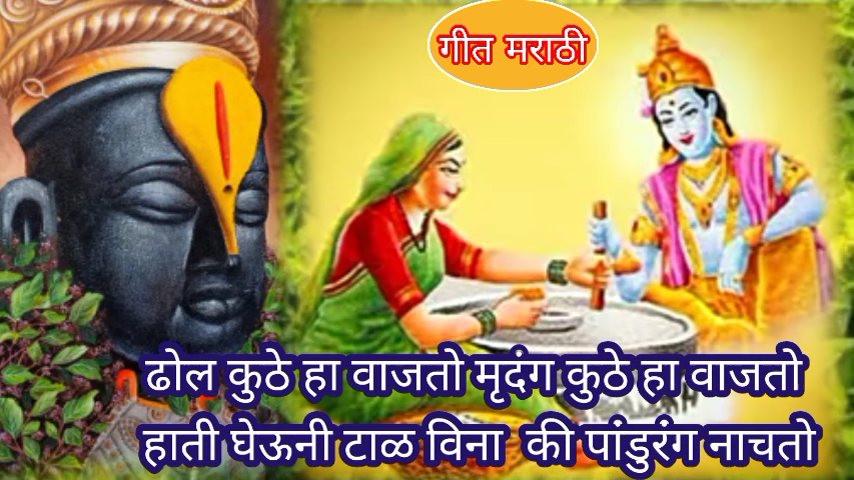 गीत मराठी
ढोल कुठे हा वाजतो मृदंग कुठे हा वाजतो
हाती घेऊनी टाळ विना की पांडुरंग नाचतो